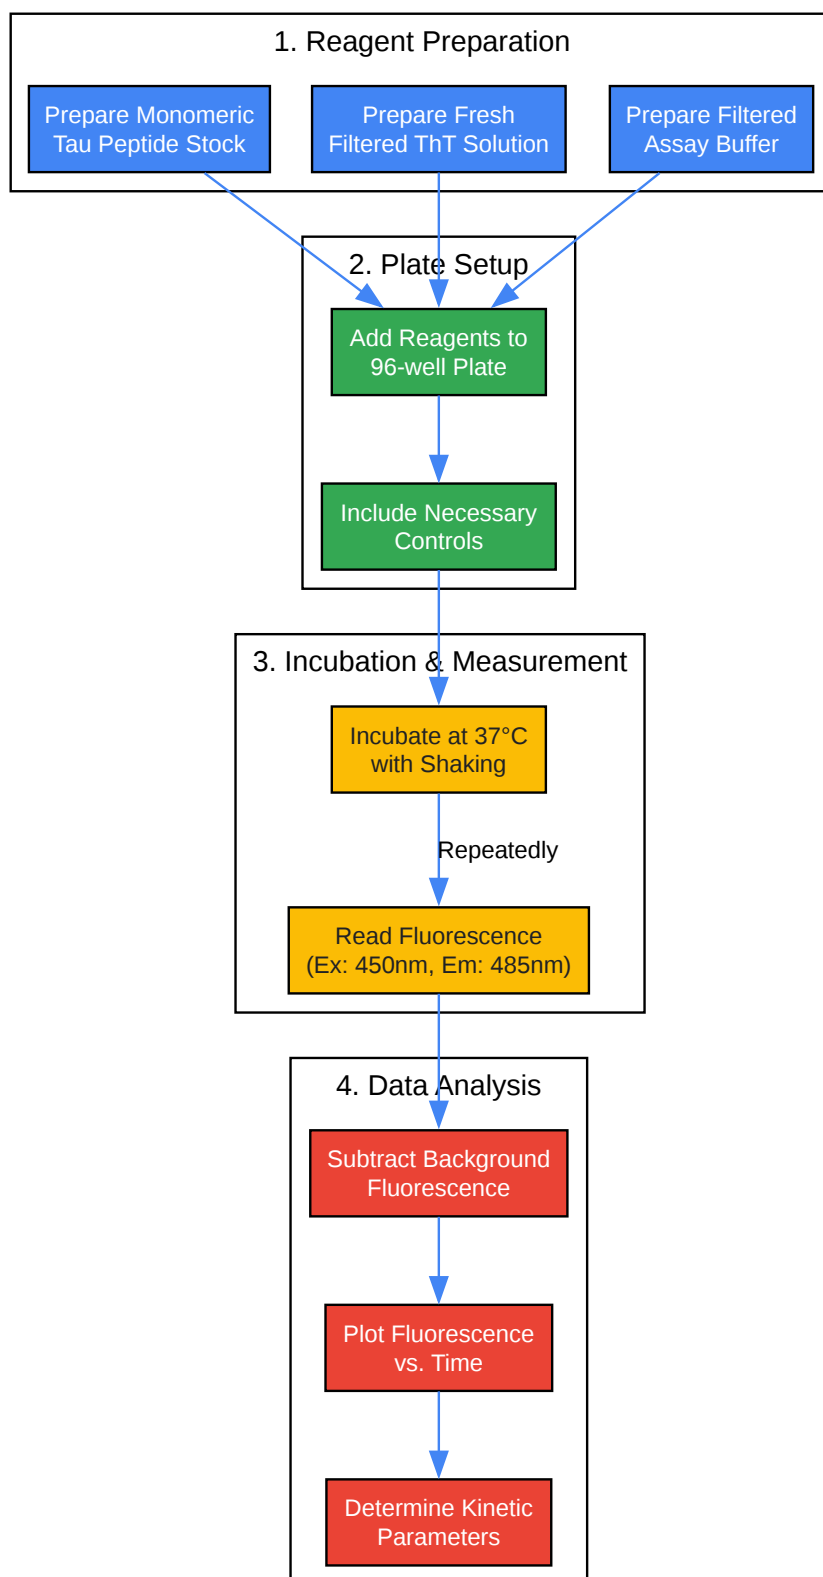 1. Reagent Preparation
Prepare Monomeric
Tau Peptide Stock
Prepare Fresh
Filtered ThT Solution
Prepare Filtered
Assay Buffer
2. Plate Setup
Add Reagents to
96-well Plate
Include Necessary
Controls
3. Incubation & Measurement
Incubate at 37°C
with Shaking
Repeatedly
Read Fluorescence
(Ex: 450nm, Em: 485nm)
4. Data Analysis
Subtract Background
Fluorescence
Plot Fluorescence
vs. Time
Determine Kinetic
Parameters